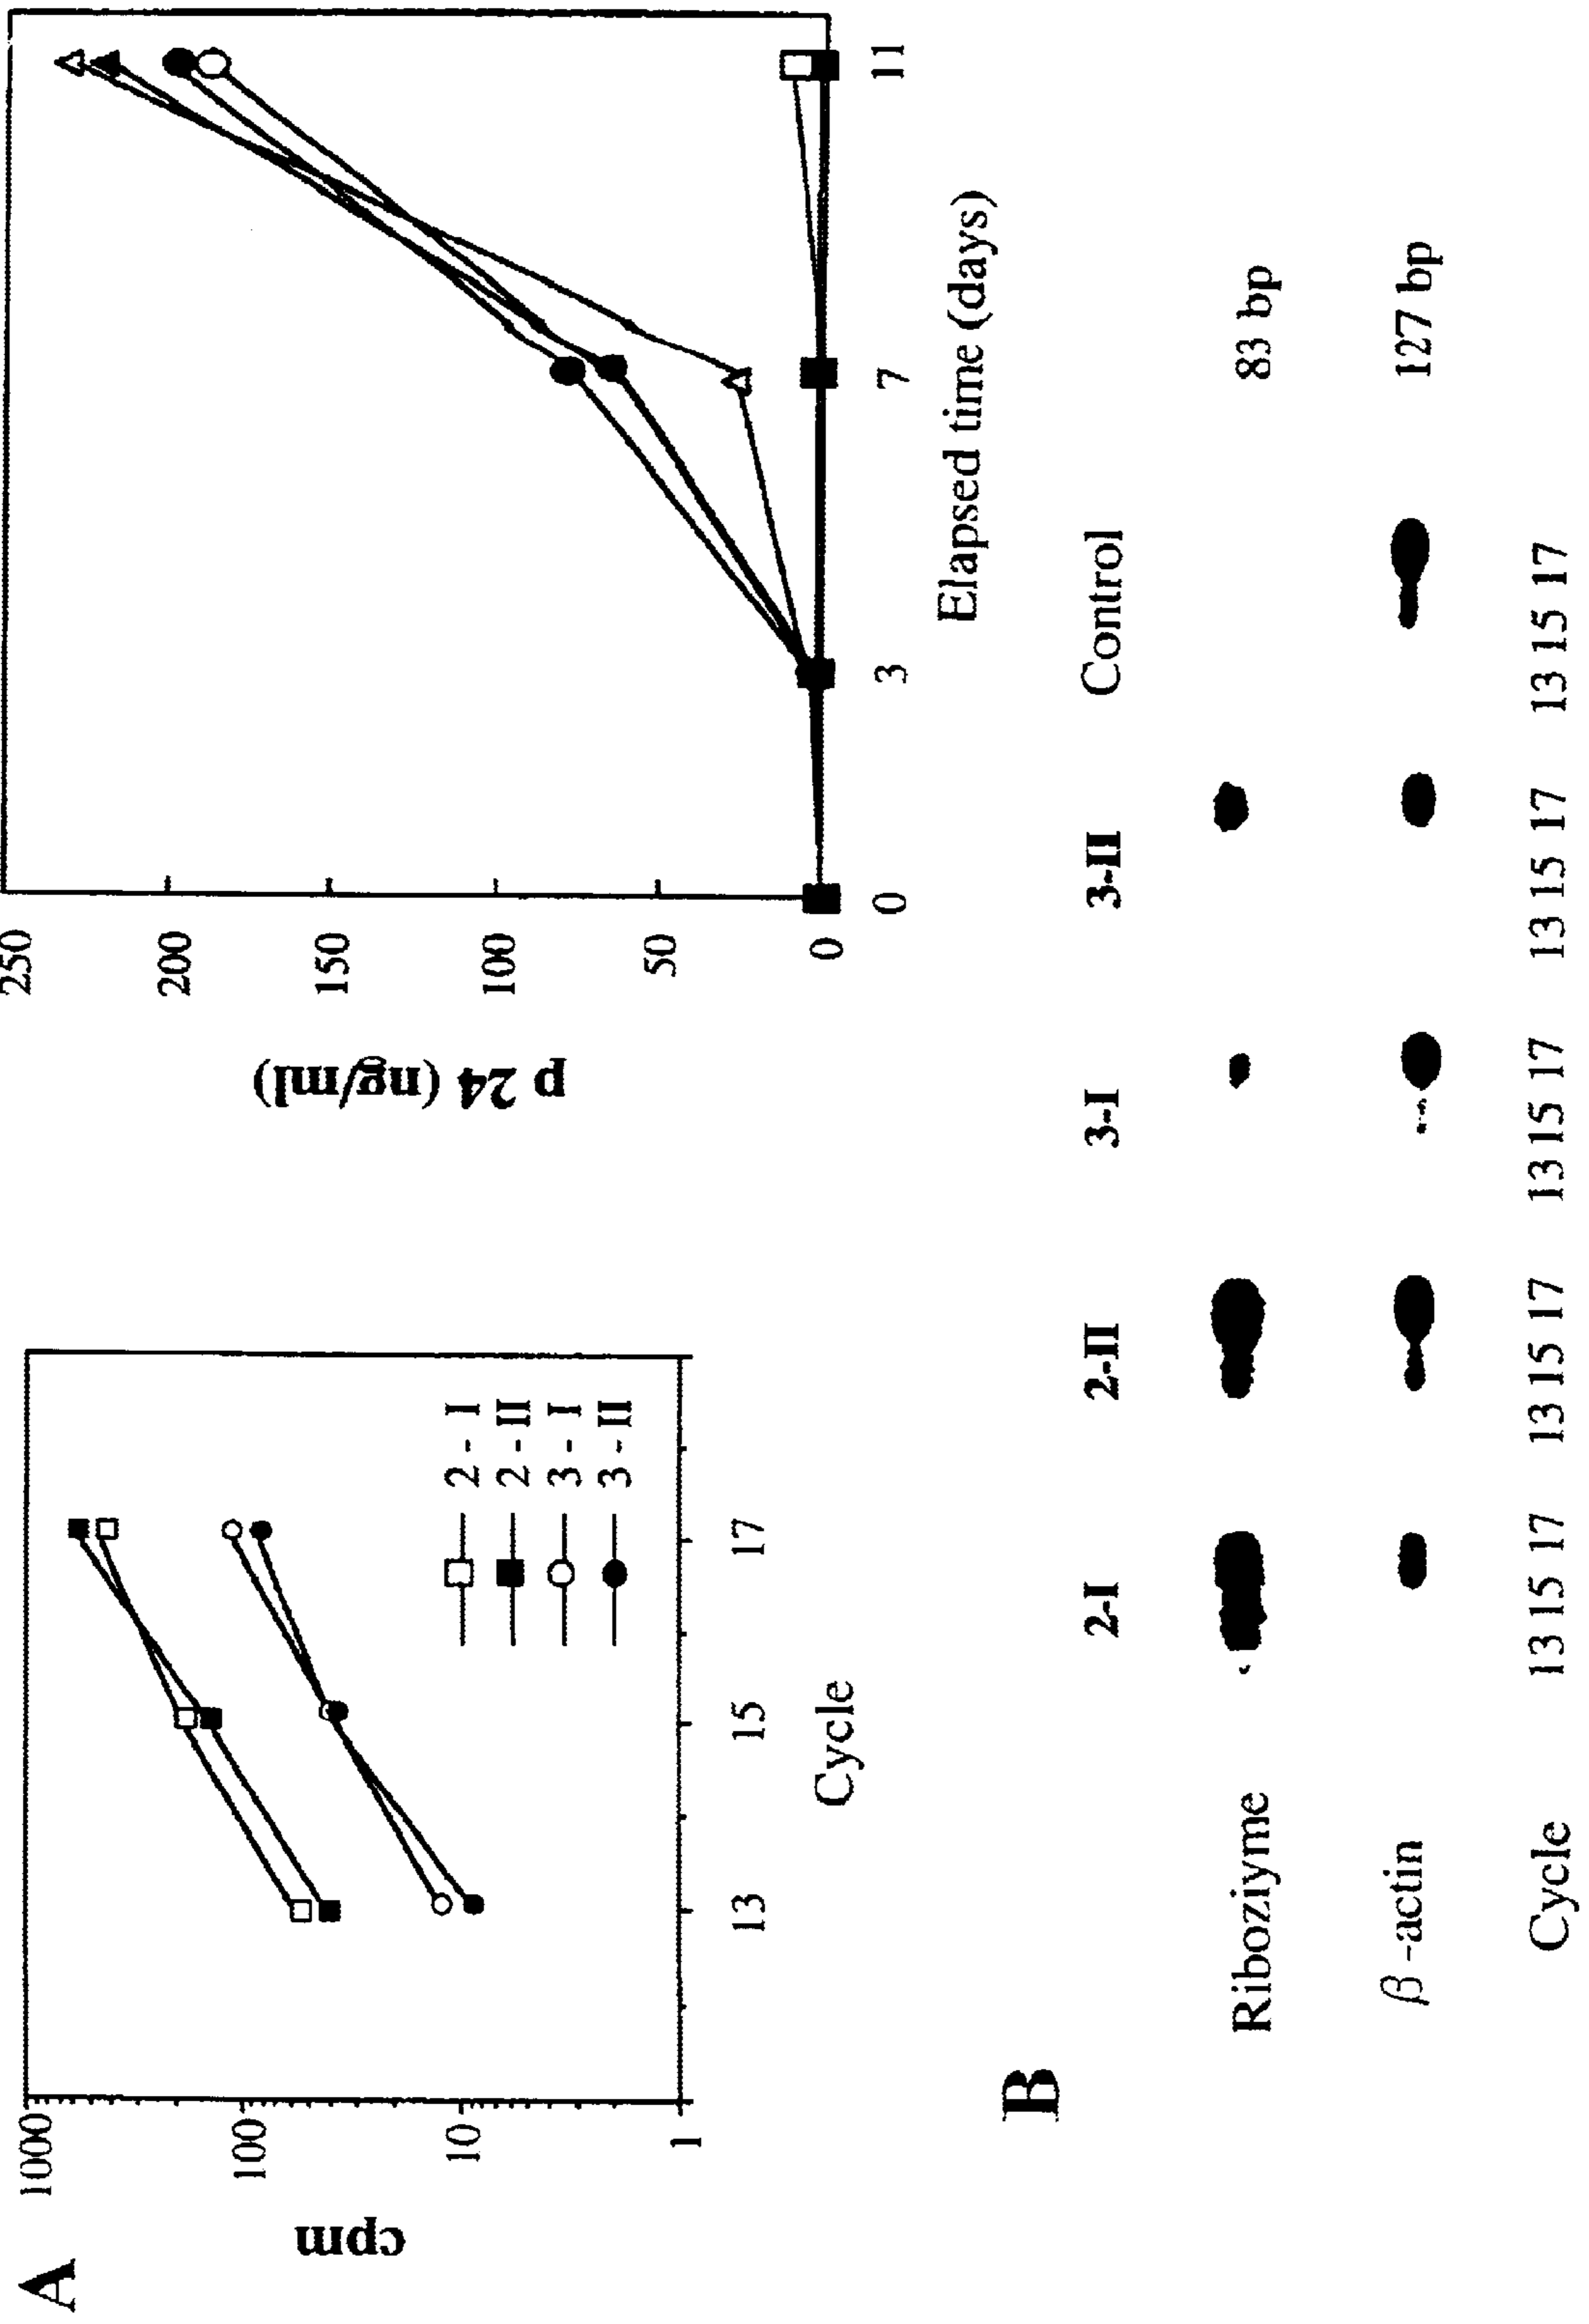 A
cpm
1000
100
10
1
13 15 17
Cycle
2 - I
2 - II
3 - I
3 - II
p 24 (ng/ml)
250
200
150
100
50
0
0 3 7 11
Elapsed time (days)
B
2-I 2-II 3-I 3-II Control
Riboziyme 83 bp
β -actin 127 bp
Cycle 13 15 17 13 15 17 13 15 17 13 15 17 13 15 17